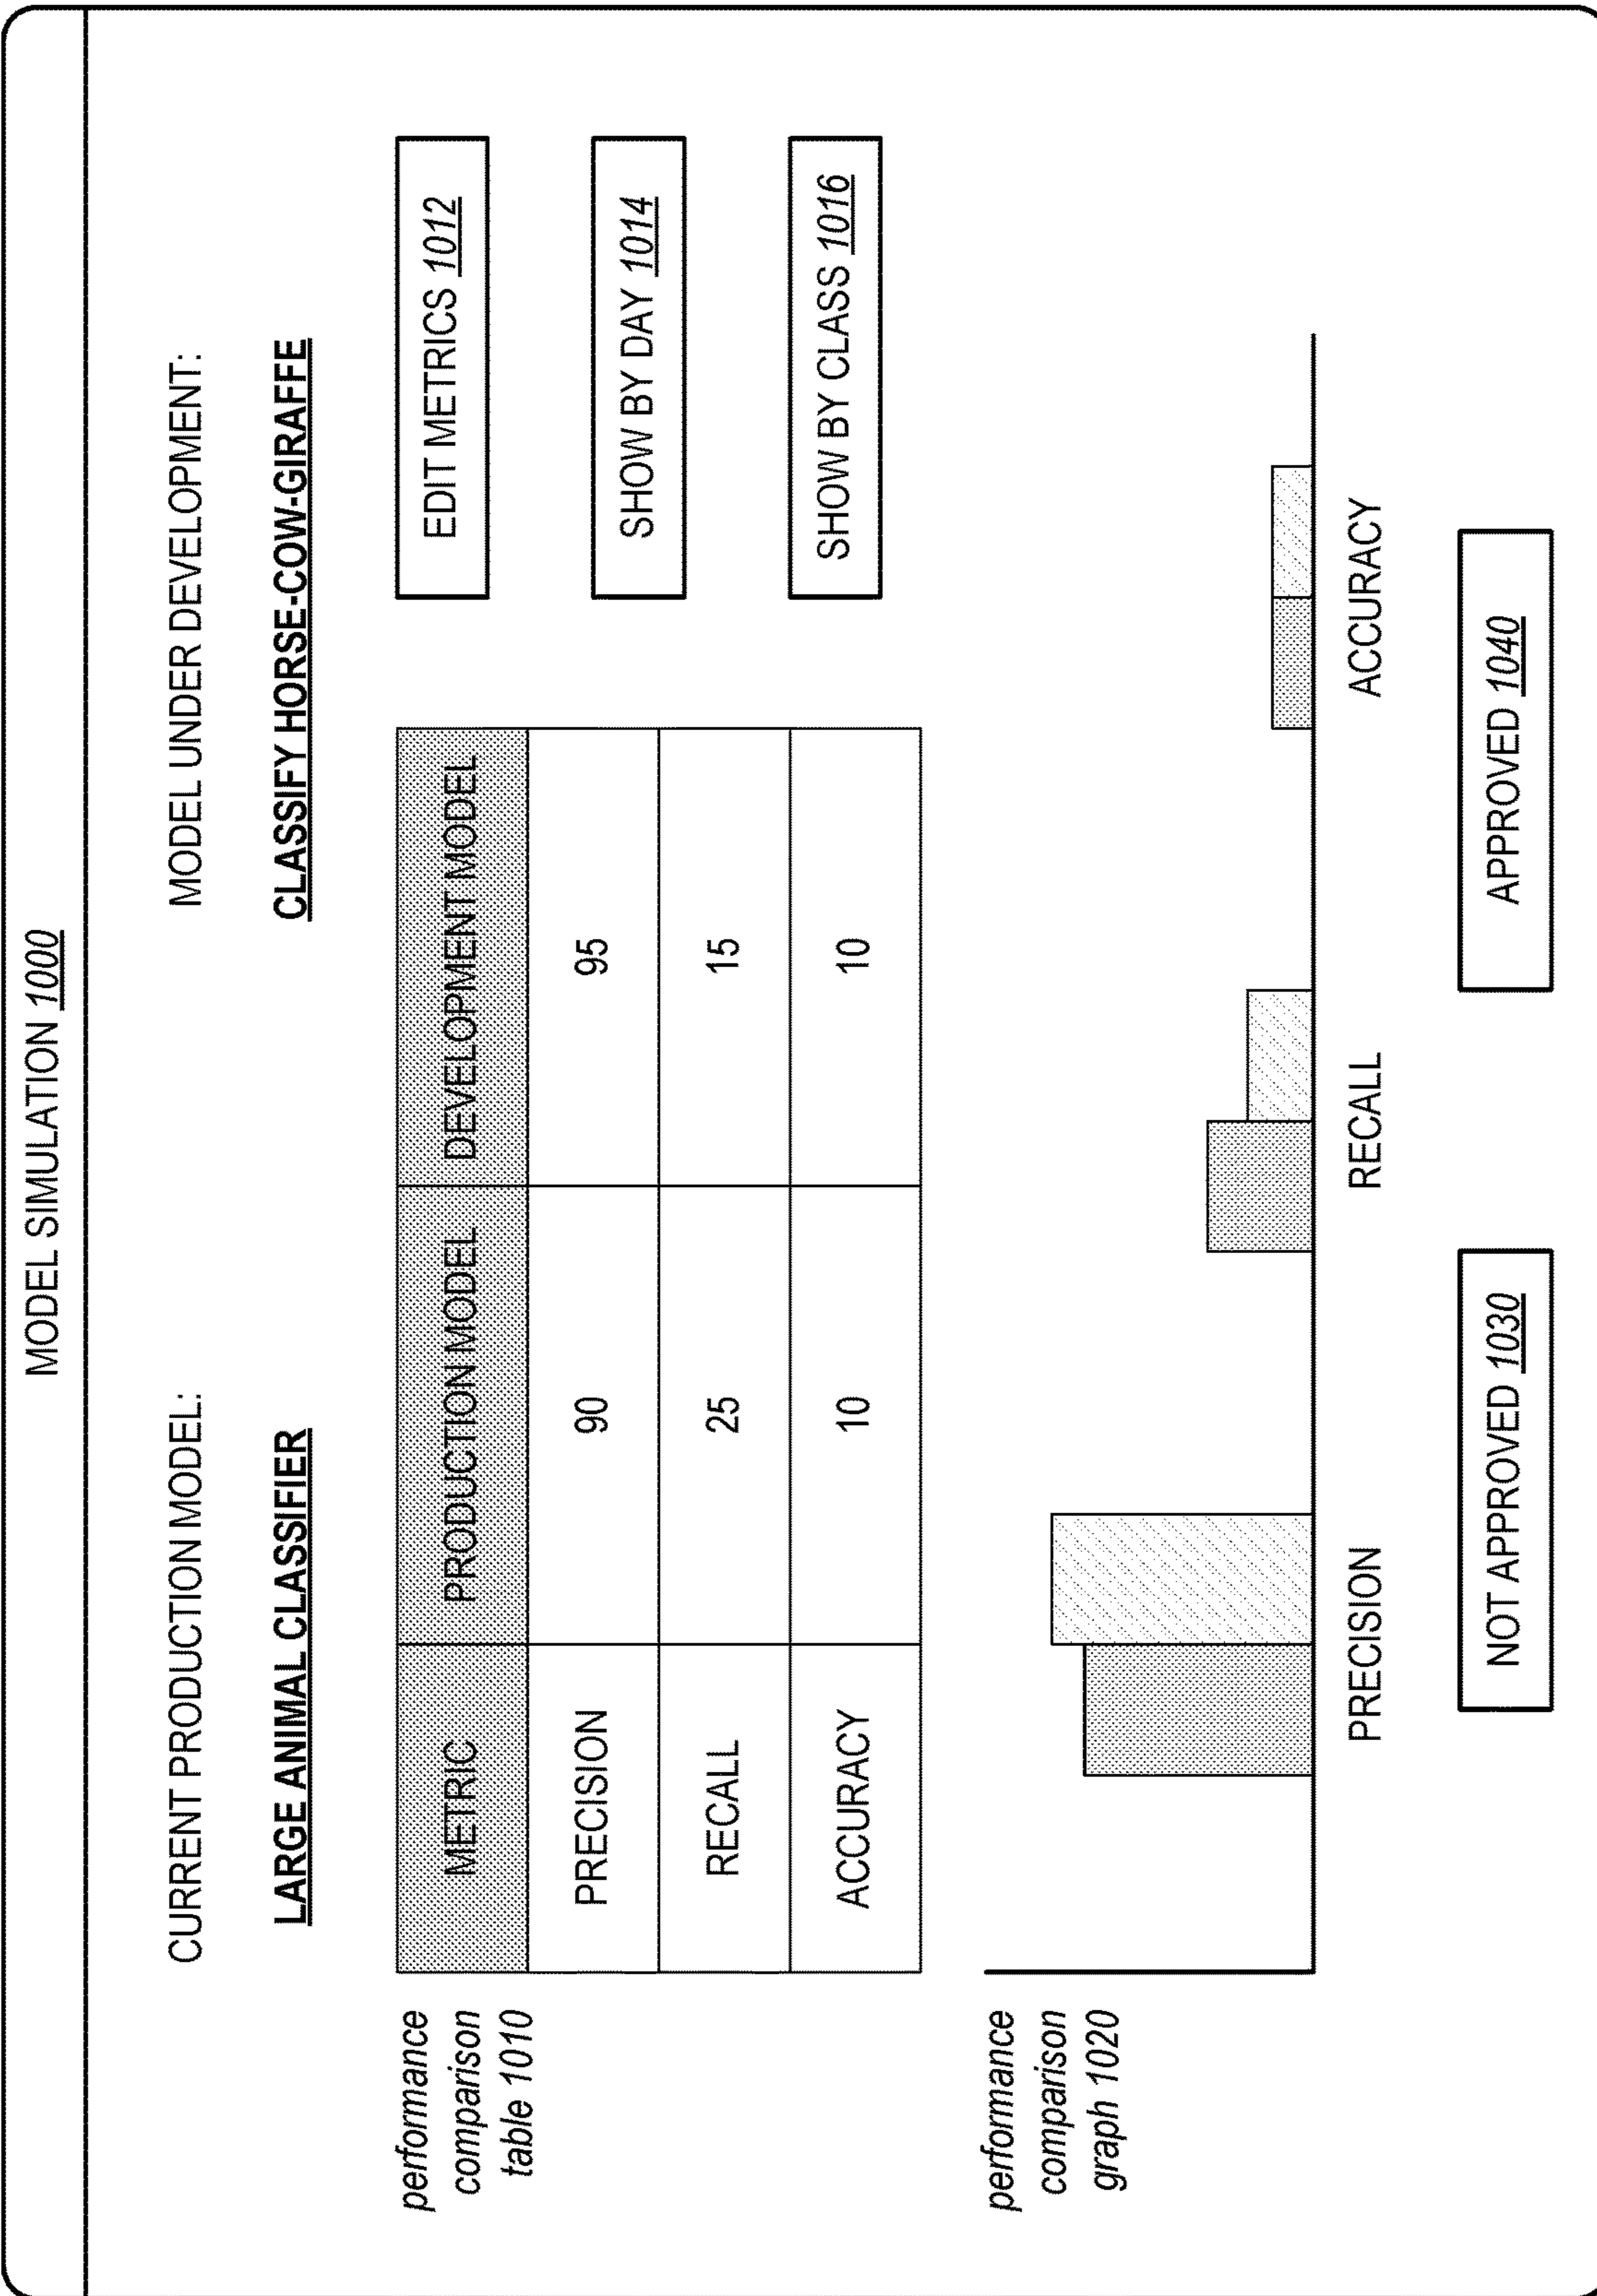 MODEL SIMULATION 1000
CURRENT PRODUCTION MODEL:
MODEL UNDER DEVELOPMENT:
LARGE ANIMAL CLASSIFIER
CLASSIFY HORSE-COW-GIRAFFE
performance
comparison
table 1010
METRIC PRODUCTION MODEL DEVELOPMENT MODEL
PRECISION 90 95
RECALL 25 15
ACCURACY 10 10
EDIT METRICS 1012
SHOW BY DAY 1014
SHOW BY CLASS 1016
performance
comparison
graph 1020
PRECISION RECALL ACCURACY
NOT APPROVED 1030
APPROVED 1040